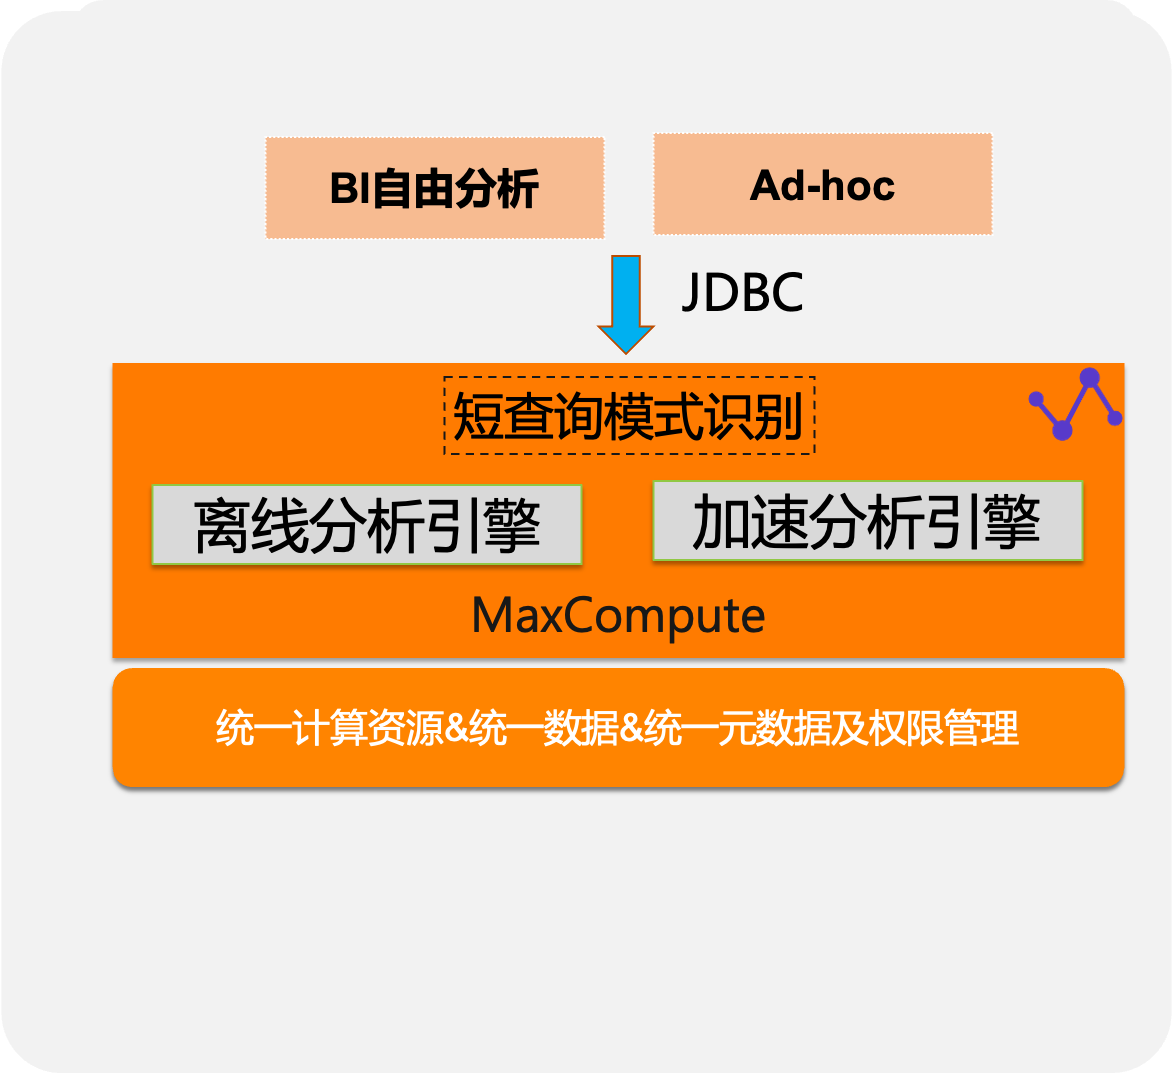 BI自由分析
Ad-hoc
JDBC
短查询模式识别
离线分析引擎
加速分析引擎
MaxCompute
统一计算资源&统一数据&统一元数据及权限管理